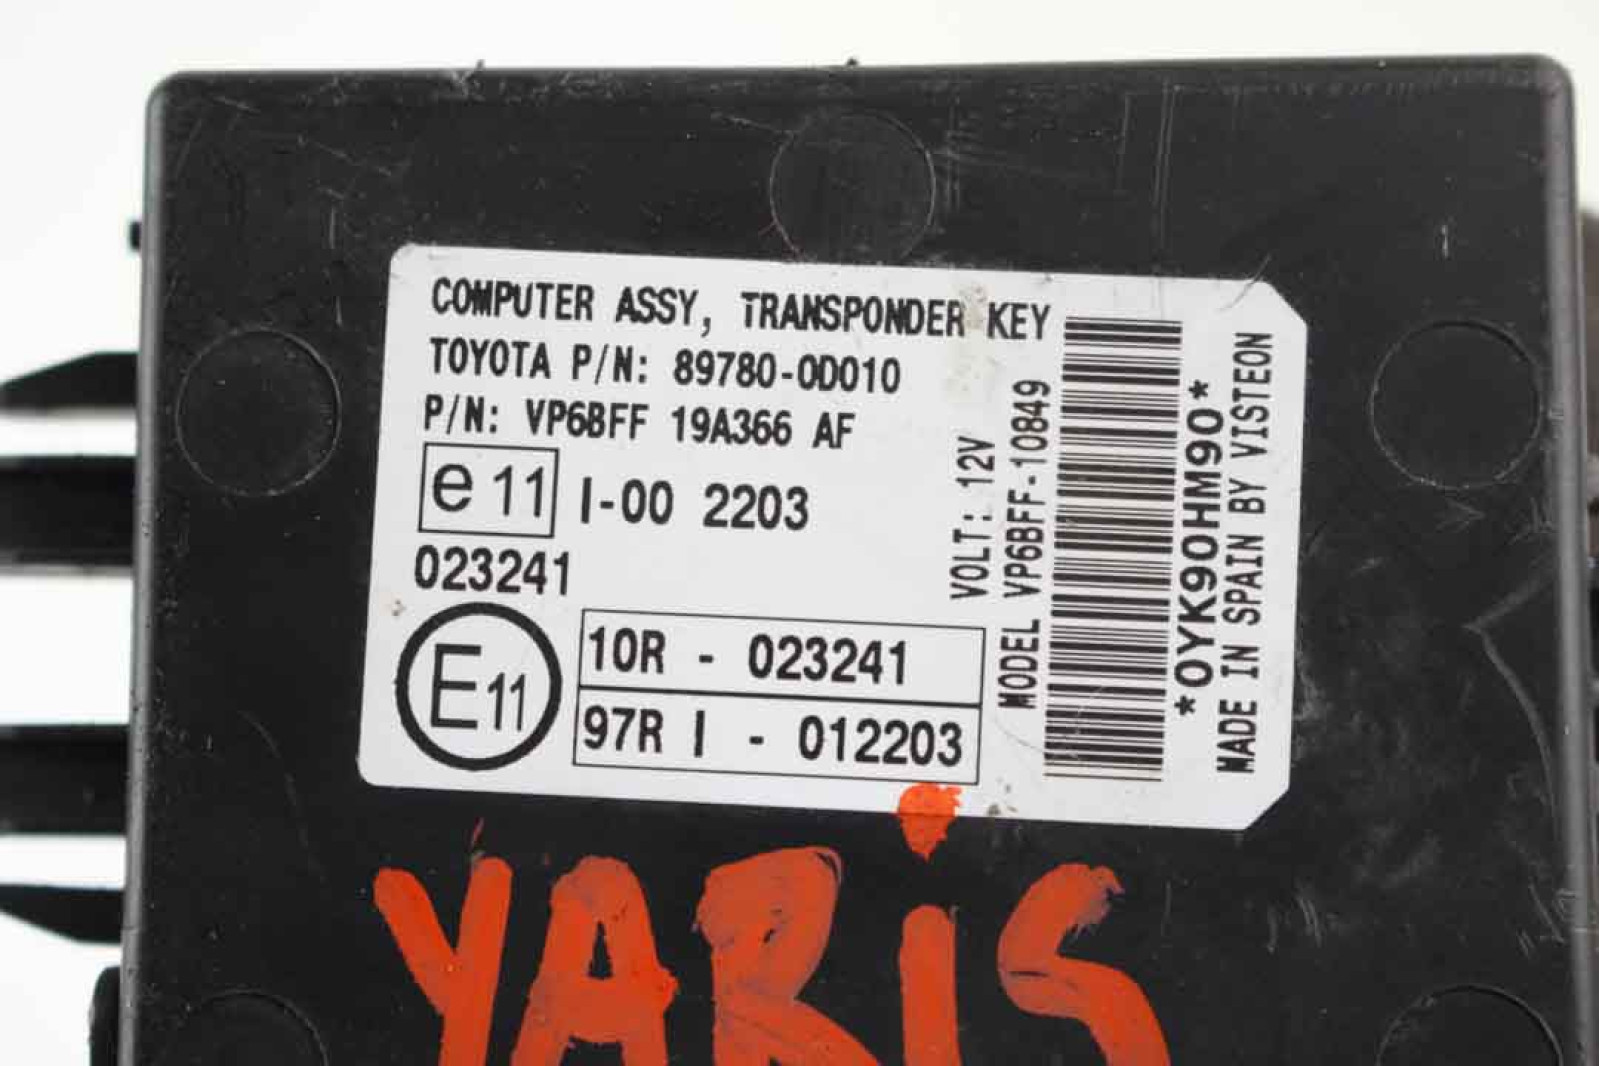 COMPUTER ASSY, TRANSPONDER KEY
TOYOTA P/N: 89780-0D010
P/N: VP6BFF 19A366 AF
e 11 I-00 2203
023241
E11
10R - 023241
97R I - 012203
VOLT: 12V
MODEL VP6BFF-10849
*0YK90HM90*
MADE IN SPAIN BY VISTEON
YARiS